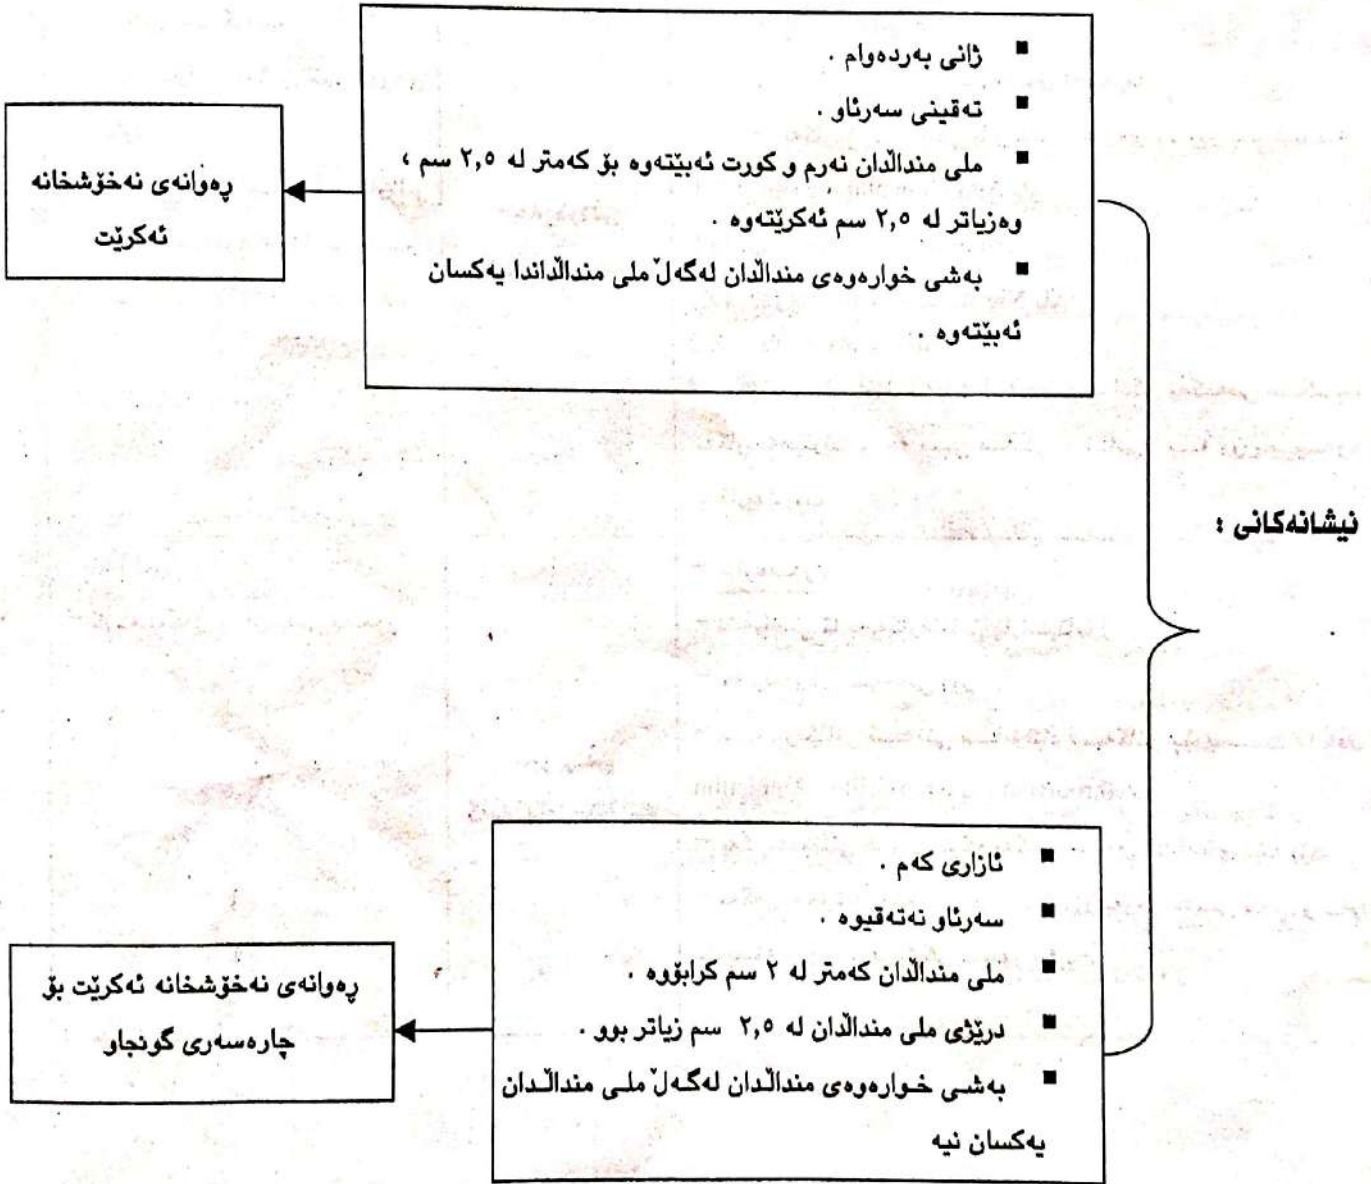 نیشانەکانی :
■ ژانی بەردەوام .
■ تەقینی سەرئاو .
■ ملی منداڵدان نەرم و کورت ئەبێتەوە بۆ کەمتر لە ٢,٥ سم ،
وەزیاتر لە ٢,٥ سم ئەکرێتەوە .
■ بەشی خوارەوەی منداڵدان لەگەڵ ملی منداڵداندا یەکسان
ئەبێتەوە .
ڕەوانەی نەخۆشخانە
ئەکرێت
■ ئازاری کەم .
■ سەرئاو نەتەقیوە .
■ ملی منداڵدان کەمتر لە ٢ سم کرابۆوە .
■ درێژی ملی منداڵدان لە ٢,٥ سم زیاتر بوو .
■ بەشی خوارەوەی منداڵدان لەگەڵ ملی منداڵدان
یەکسان نیە
ڕەوانەی نەخۆشخانە ئەکرێت بۆ
چارەسەری گونجاو